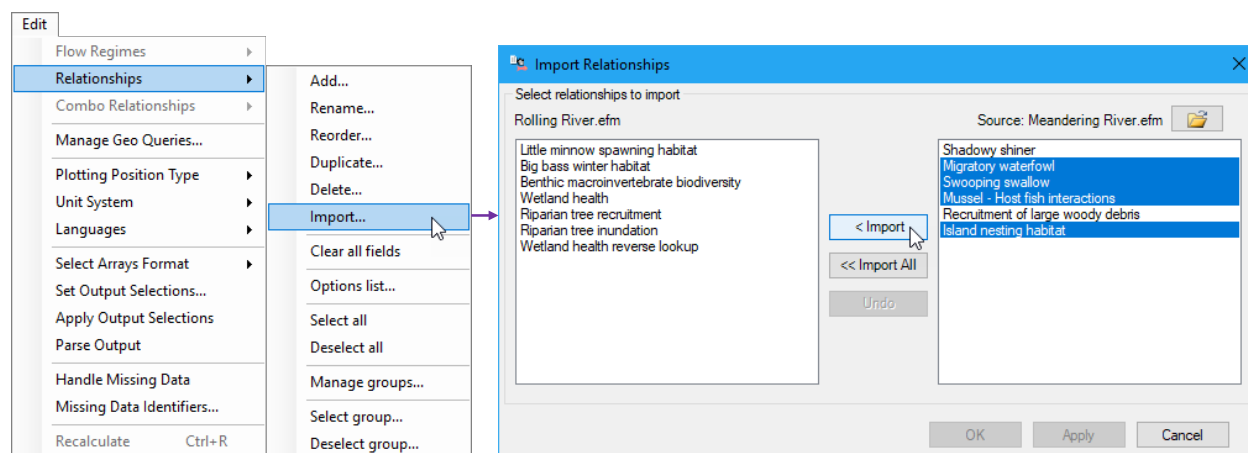 Edit
Flow Regimes
Relationships
Combo Relationships
Manage Geo Queries...
Plotting Position Type
Unit System
Languages
Select Arrays Format
Set Output Selections...
Apply Output Selections
Parse Output
Handle Missing Data
Missing Data Identifiers...
Recalculate Ctrl+R
Add...
Rename...
Reorder...
Duplicate...
Delete...
Import...
Clear all fields
Options list...
Select all
Deselect all
Manage groups...
Select group...
Deselect group...
Import Relationships
Select relationships to import
Rolling River.efm
Little minnow spawning habitat
Big bass winter habitat
Benthic macroinvertebrate biodiversity
Wetland health
Riparian tree recruitment
Riparian tree inundation
Wetland health reverse lookup
< Import
<< Import All
Undo
Source: Meandering River.efm
Shadowy shiner
Migratory waterfowl
Swooping swallow
Mussel - Host fish interactions
Recruitment of large woody debris
Island nesting habitat
OK Apply Cancel